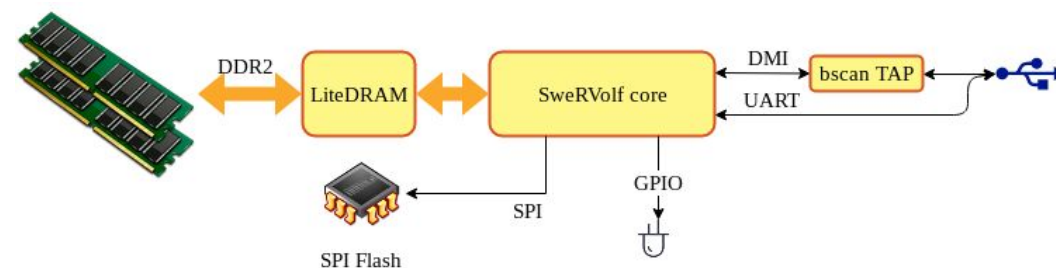 DDR2
LiteDRAM
SweRVolf core
DMI
bscan TAP
UART
GPIO
SPI
SPI Flash